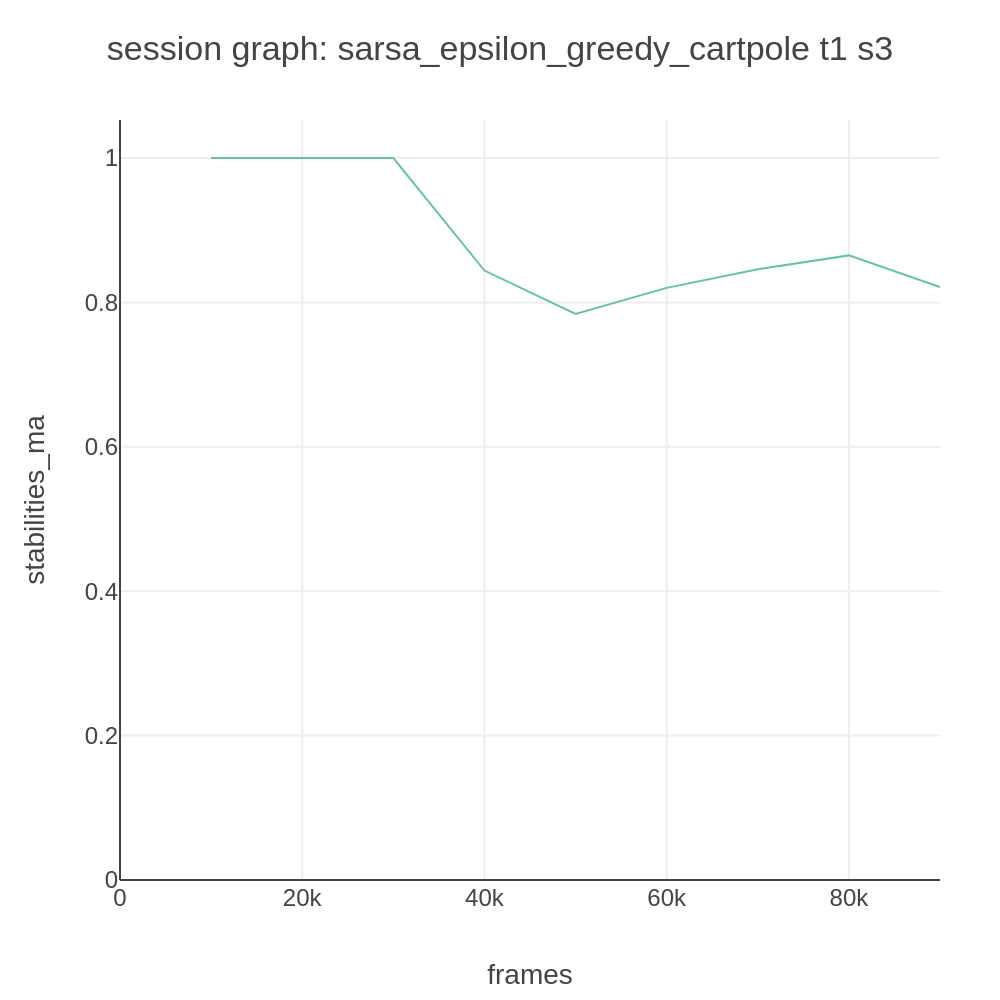 session graph: sarsa_epsilon_greedy_cartpole t1 s3
1
0.8
0.6
0.4
0.2
0
stabilities_ma
0
20k
40k
60k
80k
frames